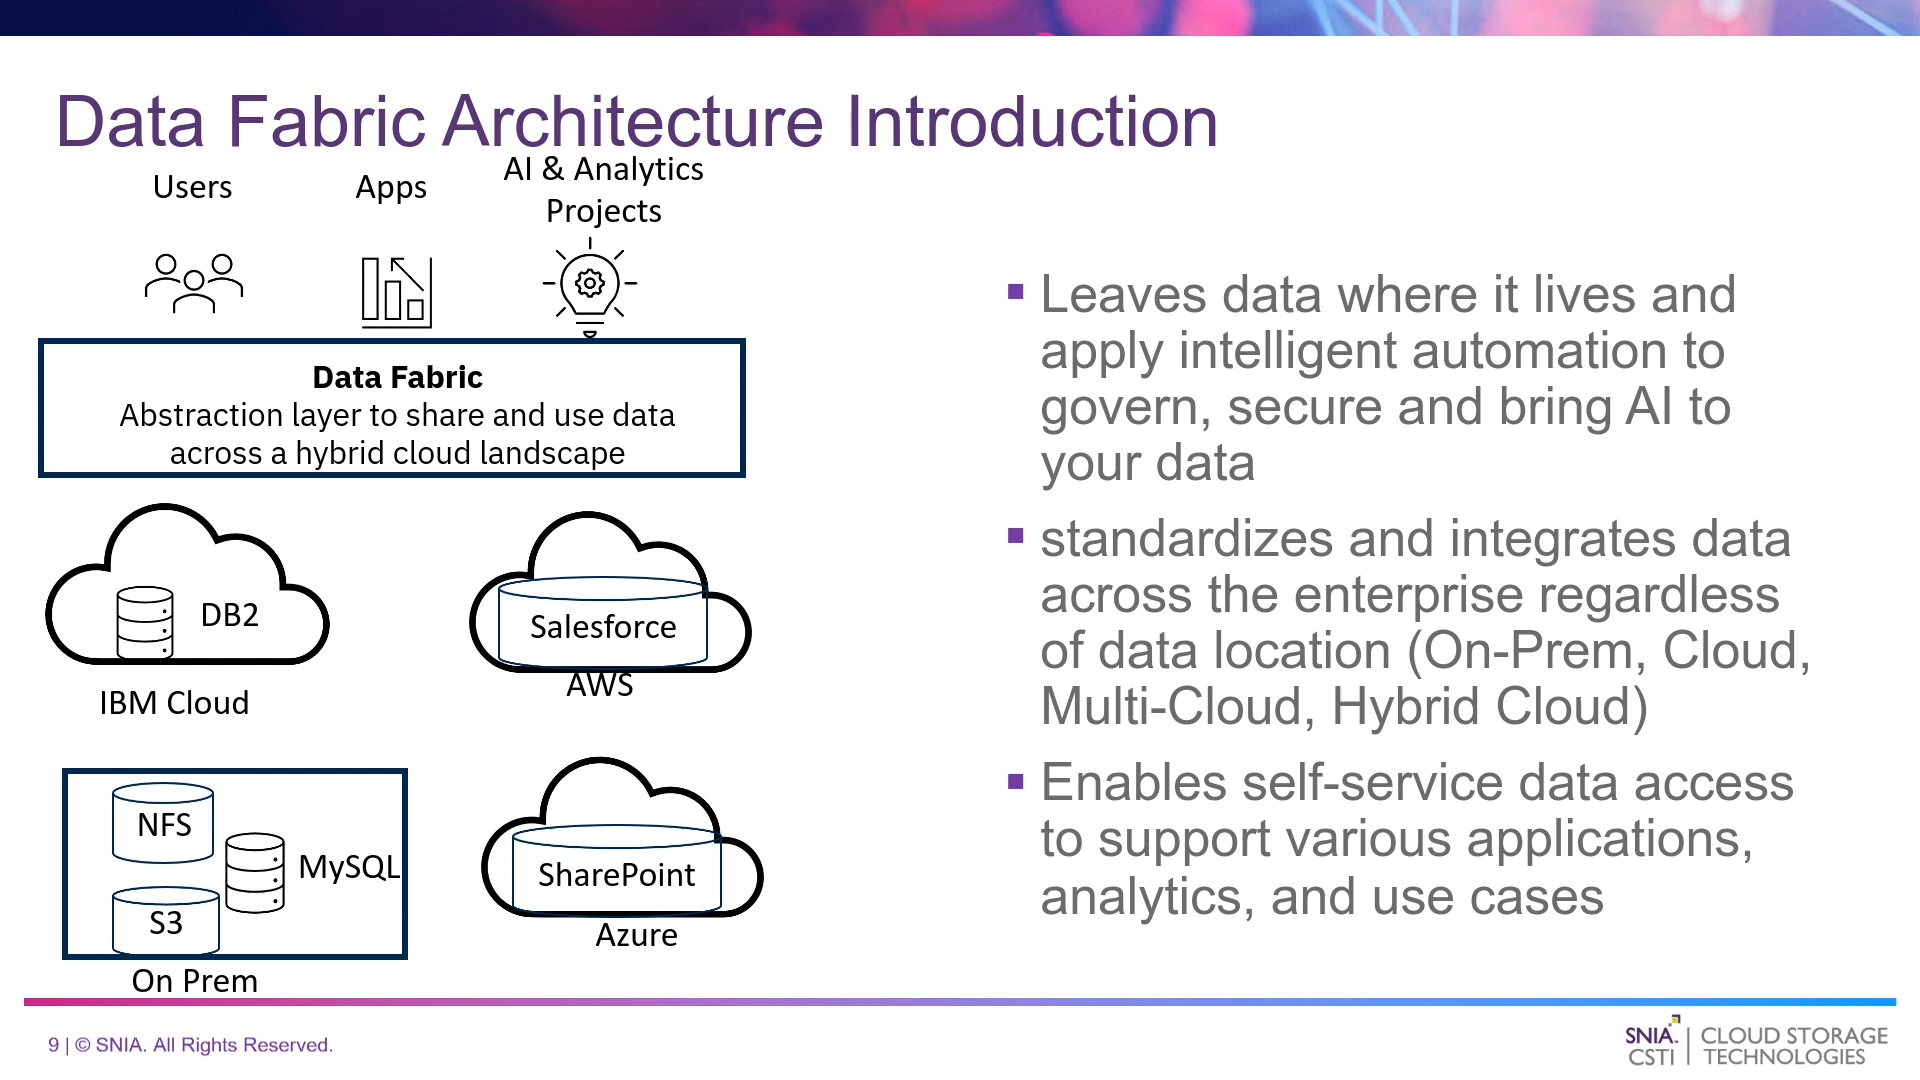 Data Fabric Architecture Introduction
Users
Apps
AI & Analytics
Projects
Data Fabric
Abstraction layer to share and use data
across a hybrid cloud landscape
DB2
IBM Cloud
Salesforce
AWS
NFS
MySQL
S3
On Prem
SharePoint
Azure
▪ Leaves data where it lives and
apply intelligent automation to
govern, secure and bring AI to
your data
▪ standardizes and integrates data
across the enterprise regardless
of data location (On-Prem, Cloud,
Multi-Cloud, Hybrid Cloud)
▪ Enables self-service data access
to support various applications,
analytics, and use cases
9 | © SNIA. All Rights Reserved.
SNIA. | CLOUD STORAGE
CSTI | TECHNOLOGIES